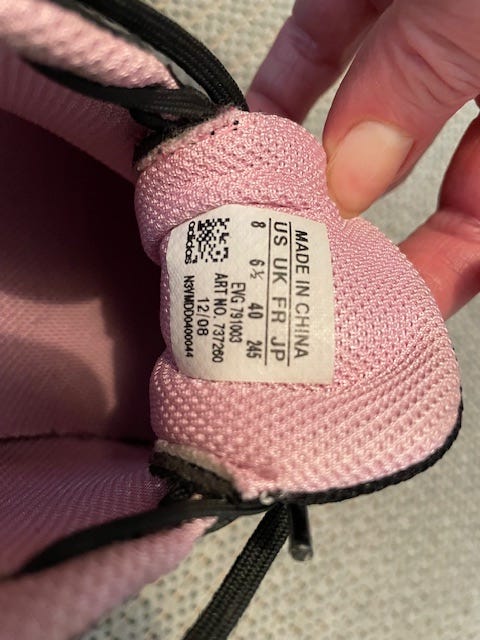 MADE IN CHINA
US UK FR JP
8 6½ 40 245
EVG 791003
ART NO. 737260
12/08
adidas N3YMDD0400044